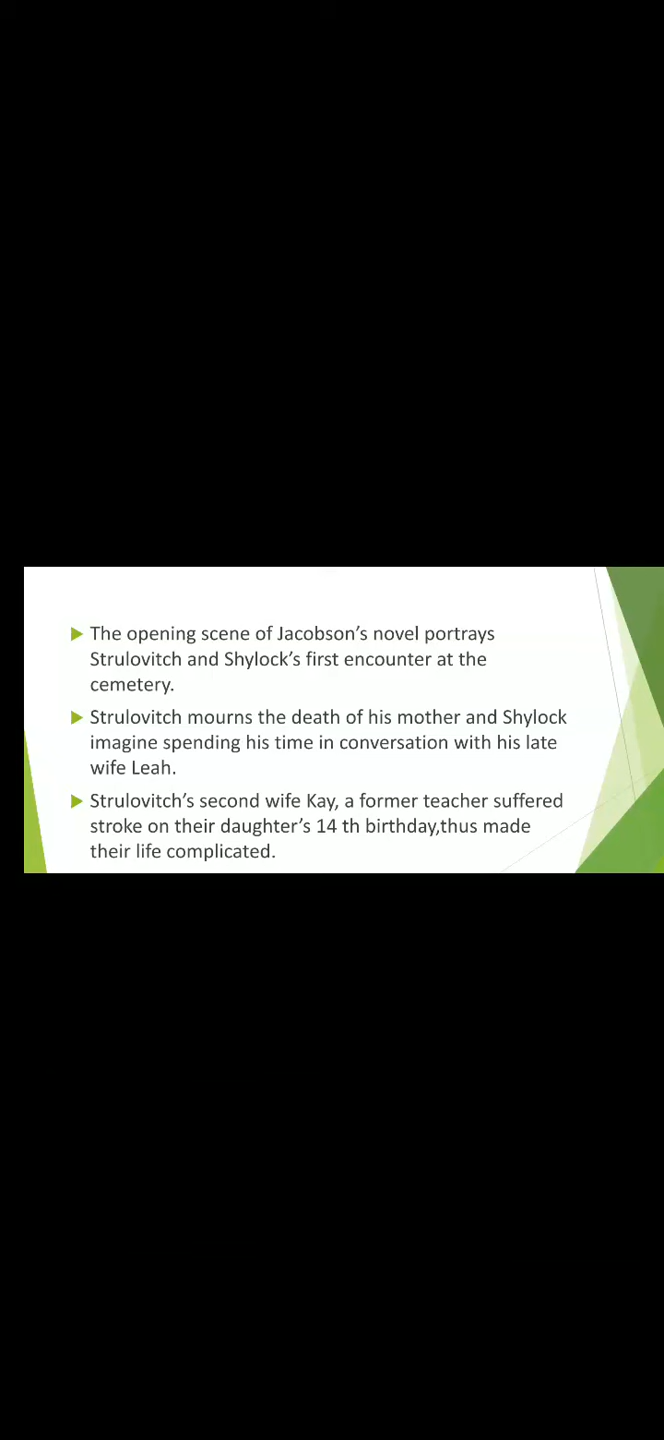 The opening scene of Jacobson's novel portrays
Strulovitch and Shylock's first encounter at the
cemetery.
Strulovitch mourns the death of his mother and Shylock
imagine spending his time in conversation with his late
wife Leah.
Strulovitch's second wife Kay, a former teacher suffered
stroke on their daughter's 14 th birthday,thus made
their life complicated.